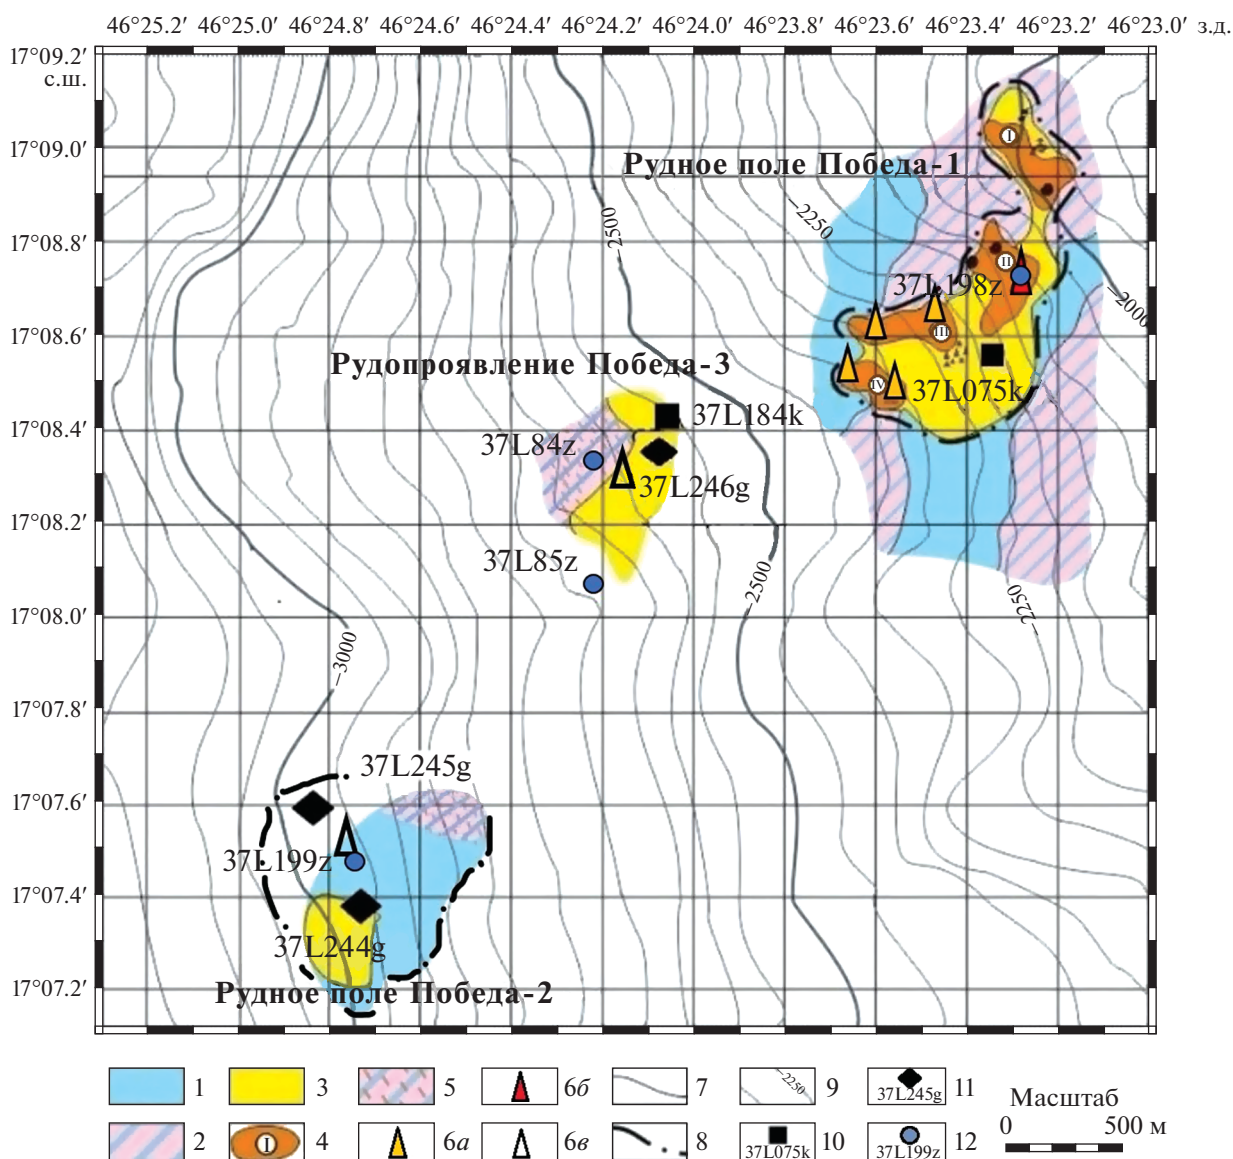 46°25.2′ 46°25.0′ 46°24.8′ 46°24.6′ 46°24.4′ 46°24.2′ 46°24.0′ 46°23.8′ 46°23.6′ 46°23.4′ 46°23.2′ 46°23.0′ з.д.
17°09.2′
с.ш.
17°09.0′
Рудное поле Победа-1
I
–2250
–2500
17°08.8′
II
37L198z
–2000
17°08.6′
III
Рудопроявление Победа-3
IV
37L075k
37L184k
17°08.4′
37L84z
37L246g
17°08.2′
37L85z
–2500
–2250
17°08.0′
–3000
17°07.8′
37L245g
17°07.6′
37L199z
17°07.4′
37L244g
17°07.2′
Рудное поле Победа-2
1 3 5 6б 7 –2250 9 37L245g 11
Масштаб
0 500 м
2 I 4 6а 6в 8 37L075k 10 37L199z 12